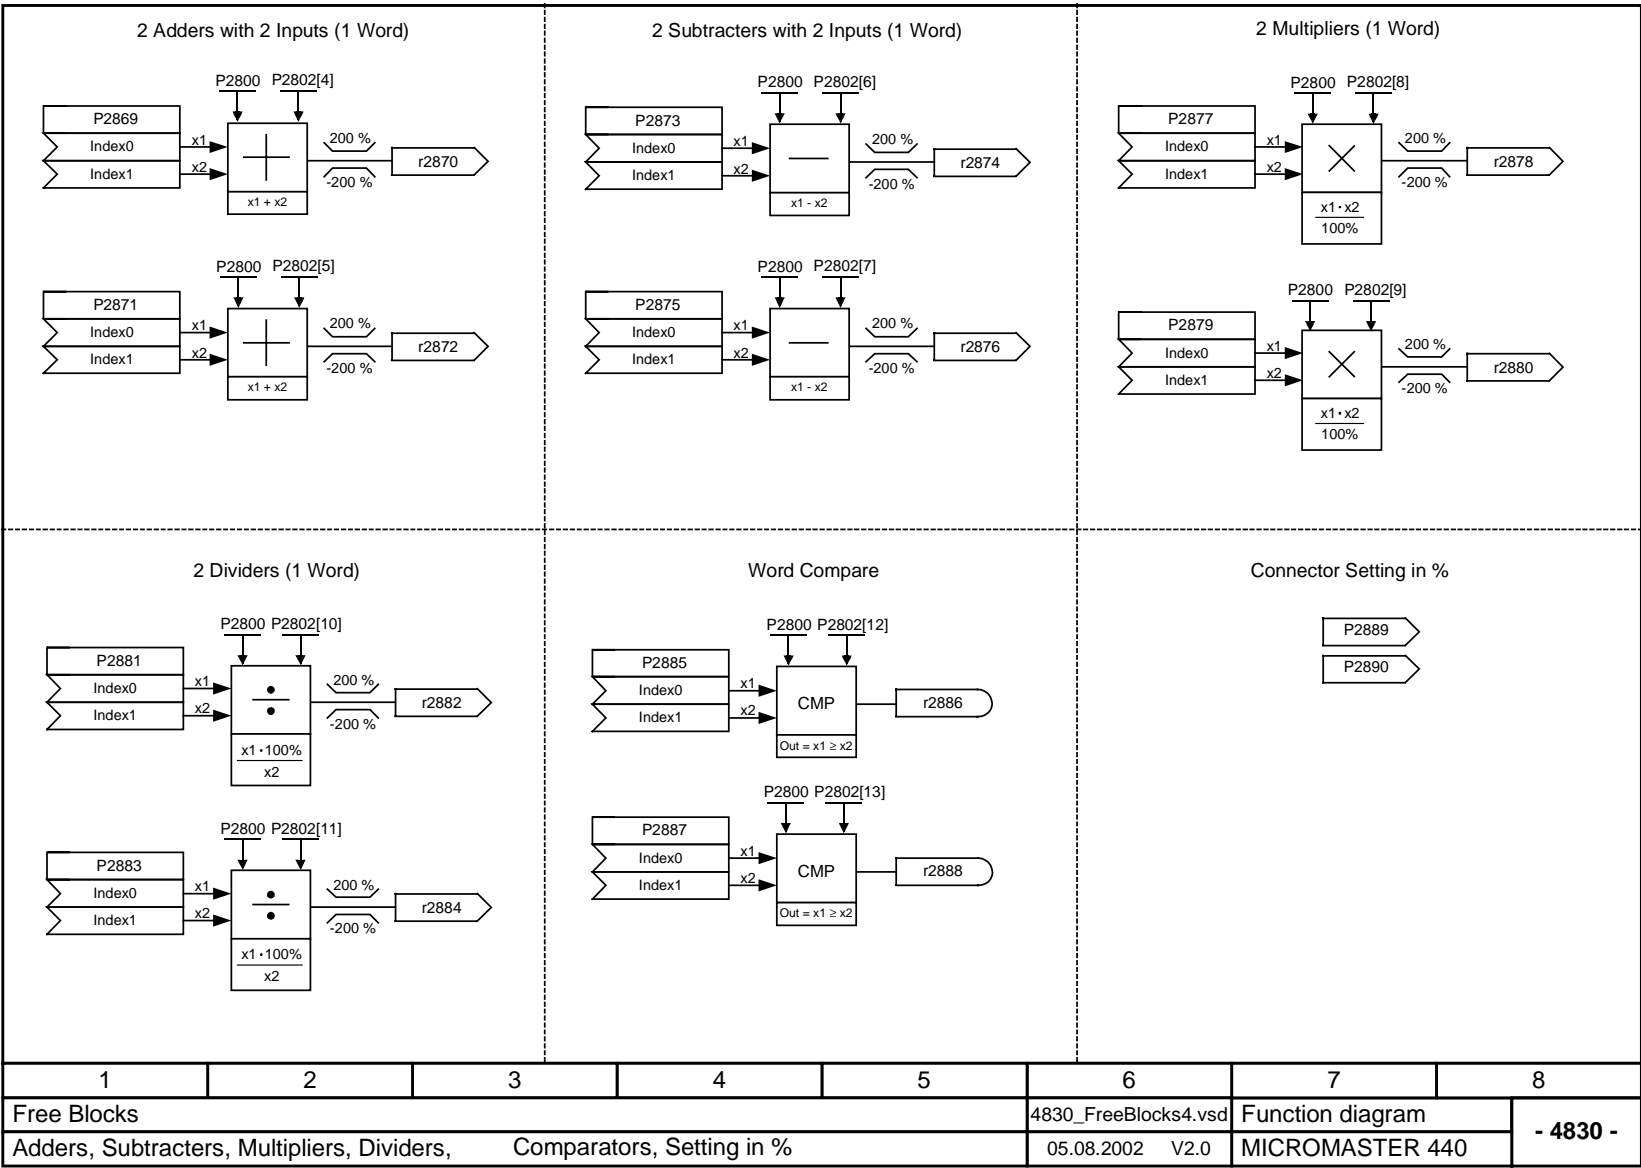 2 Adders with 2 Inputs (1 Word)
P2800 P2802[4]
P2869
Index0 x1
Index1 x2
200 %
-200 %
r2870
x1 + x2
P2800 P2802[5]
P2871
Index0 x1
Index1 x2
200 %
-200 %
r2872
x1 + x2
2 Subtracters with 2 Inputs (1 Word)
P2800 P2802[6]
P2873
Index0 x1
Index1 x2
200 %
-200 %
r2874
x1 - x2
P2800 P2802[7]
P2875
Index0 x1
Index1 x2
200 %
-200 %
r2876
x1 - x2
2 Multipliers (1 Word)
P2800 P2802[8]
P2877
Index0 x1
Index1 x2
200 %
-200 %
r2878
x1·x2
100%
P2800 P2802[9]
P2879
Index0 x1
Index1 x2
200 %
-200 %
r2880
x1·x2
100%
2 Dividers (1 Word)
P2800 P2802[10]
P2881
Index0 x1
Index1 x2
200 %
-200 %
r2882
x1·100%
x2
P2800 P2802[11]
P2883
Index0 x1
Index1 x2
200 %
-200 %
r2884
x1·100%
x2
Word Compare
P2800 P2802[12]
P2885
Index0 x1
Index1 x2
CMP
r2886
Out = x1 ≥ x2
P2800 P2802[13]
P2887
Index0 x1
Index1 x2
CMP
r2888
Out = x1 ≥ x2
Connector Setting in %
P2889
P2890
1 2 3 4 5 6 7 8
Free Blocks 4830_FreeBlocks4.vsd Function diagram
- 4830 -
Adders, Subtracters, Multipliers, Dividers, Comparators, Setting in % 05.08.2002 V2.0 MICROMASTER 440